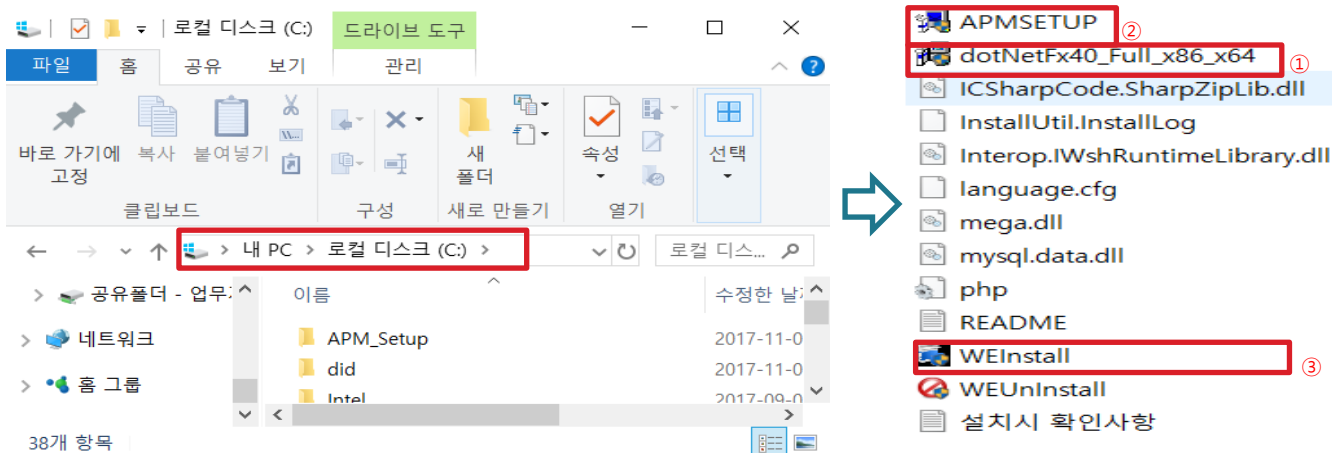 로컬 디스크 (C:)
드라이브 도구
파일
홈
공유
보기
관리
바로 가기에 고정
복사
붙여넣기
새 폴더
속성
선택
클립보드
구성
새로 만들기
열기
내 PC > 로컬 디스크 (C:) >
로컬 디스...
공유폴더 - 업무
네트워크
홈 그룹
이름
수정한 날
APM_Setup
2017-11-0
did
2017-11-0
Intel
2017-09-0
38개 항목
APMSETUP
②
dotNetFx40_Full_x86_x64
①
ICSharpCode.SharpZipLib.dll
InstallUtil.InstallLog
Interop.IWshRuntimeLibrary.dll
language.cfg
mega.dll
mysql.data.dll
php
README
WEInstall
③
WEUnInstall
설치시 확인사항